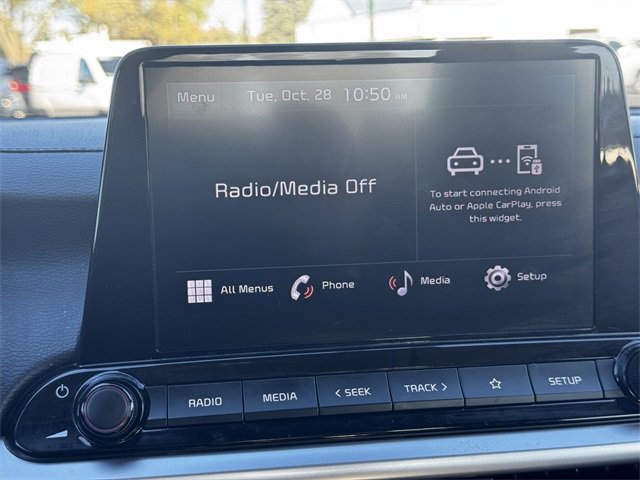 Menu Tue, Oct. 28 10:50 AM
Radio/Media Off
To start connecting Android
Auto or Apple CarPlay, press
this widget.
All Menus Phone Media Setup
RADIO MEDIA < SEEK TRACK > SETUP